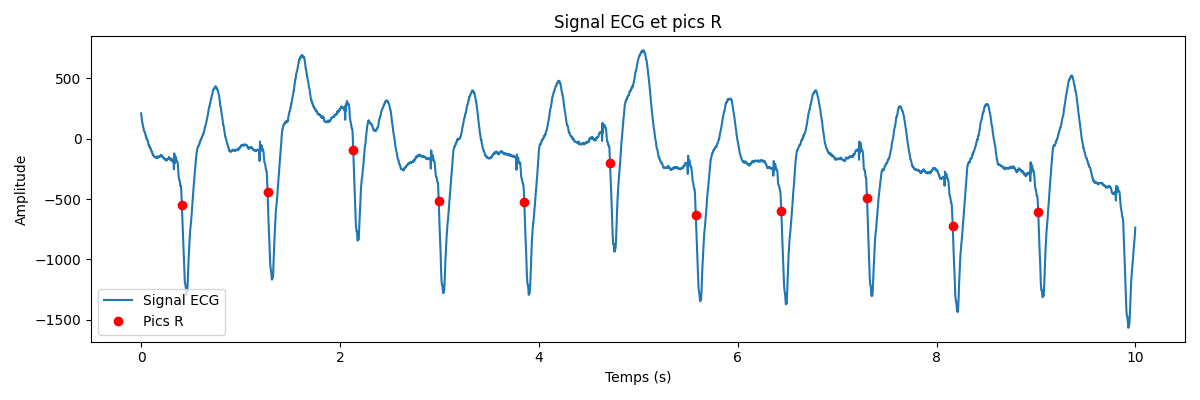 Signal ECG et pics R
Amplitude
500
0
−500
−1000
−1500
Signal ECG
Pics R
0 2 4 6 8 10
Temps (s)